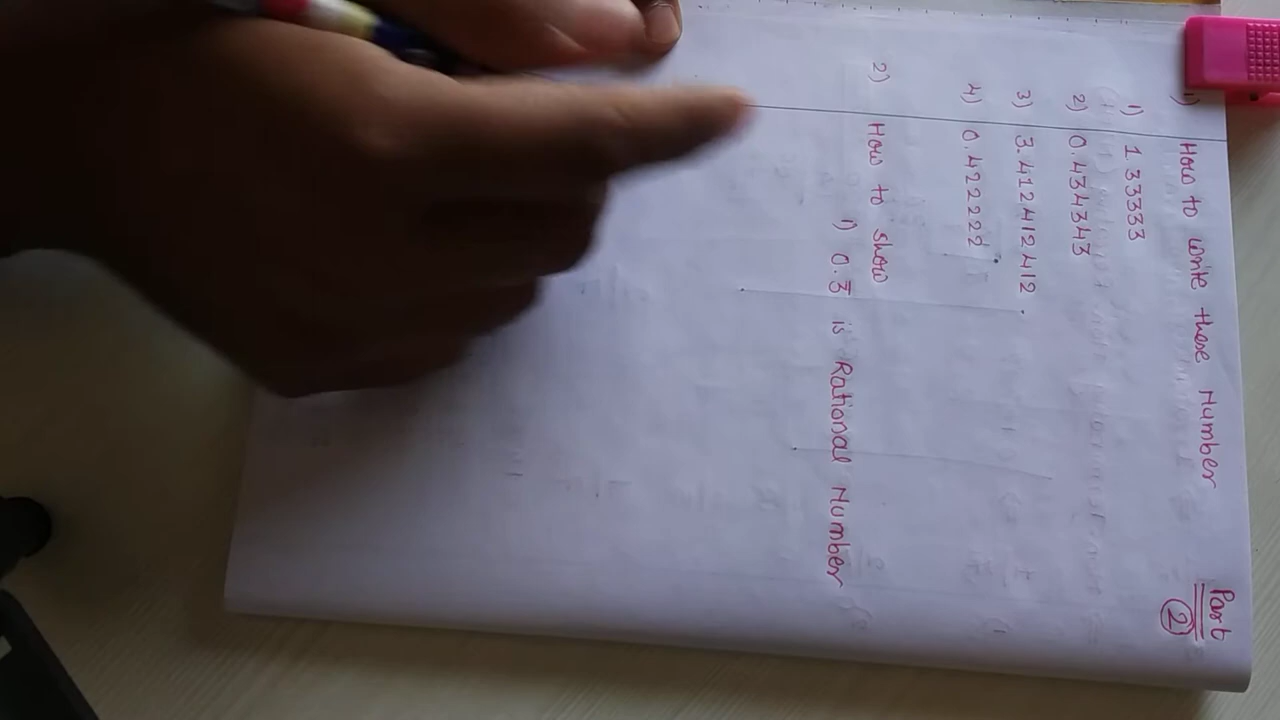 Part
2
1) How to write these Number
1) 1.33333
2) 0.434343
3) 3.412412412
4) 0.422222
2) How to show
1) 0.3̅ is Rational Number